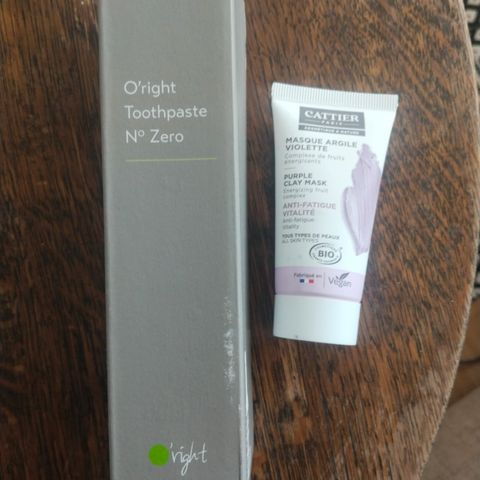 O'right
Toothpaste
Nº Zero
O'right
CATTIER
PARIS
MASQUE ARGILE
VIOLETTE
Complexe de fruits
énergisants
PURPLE
CLAY MASK
Energizing fruit
complex
ANTI-FATIGUE
VITALITÉ
Anti-fatigue
Vitality
TOUS TYPES DE PEAUX
ALL SKIN TYPES
BIO
Fabriqué en
Vegan